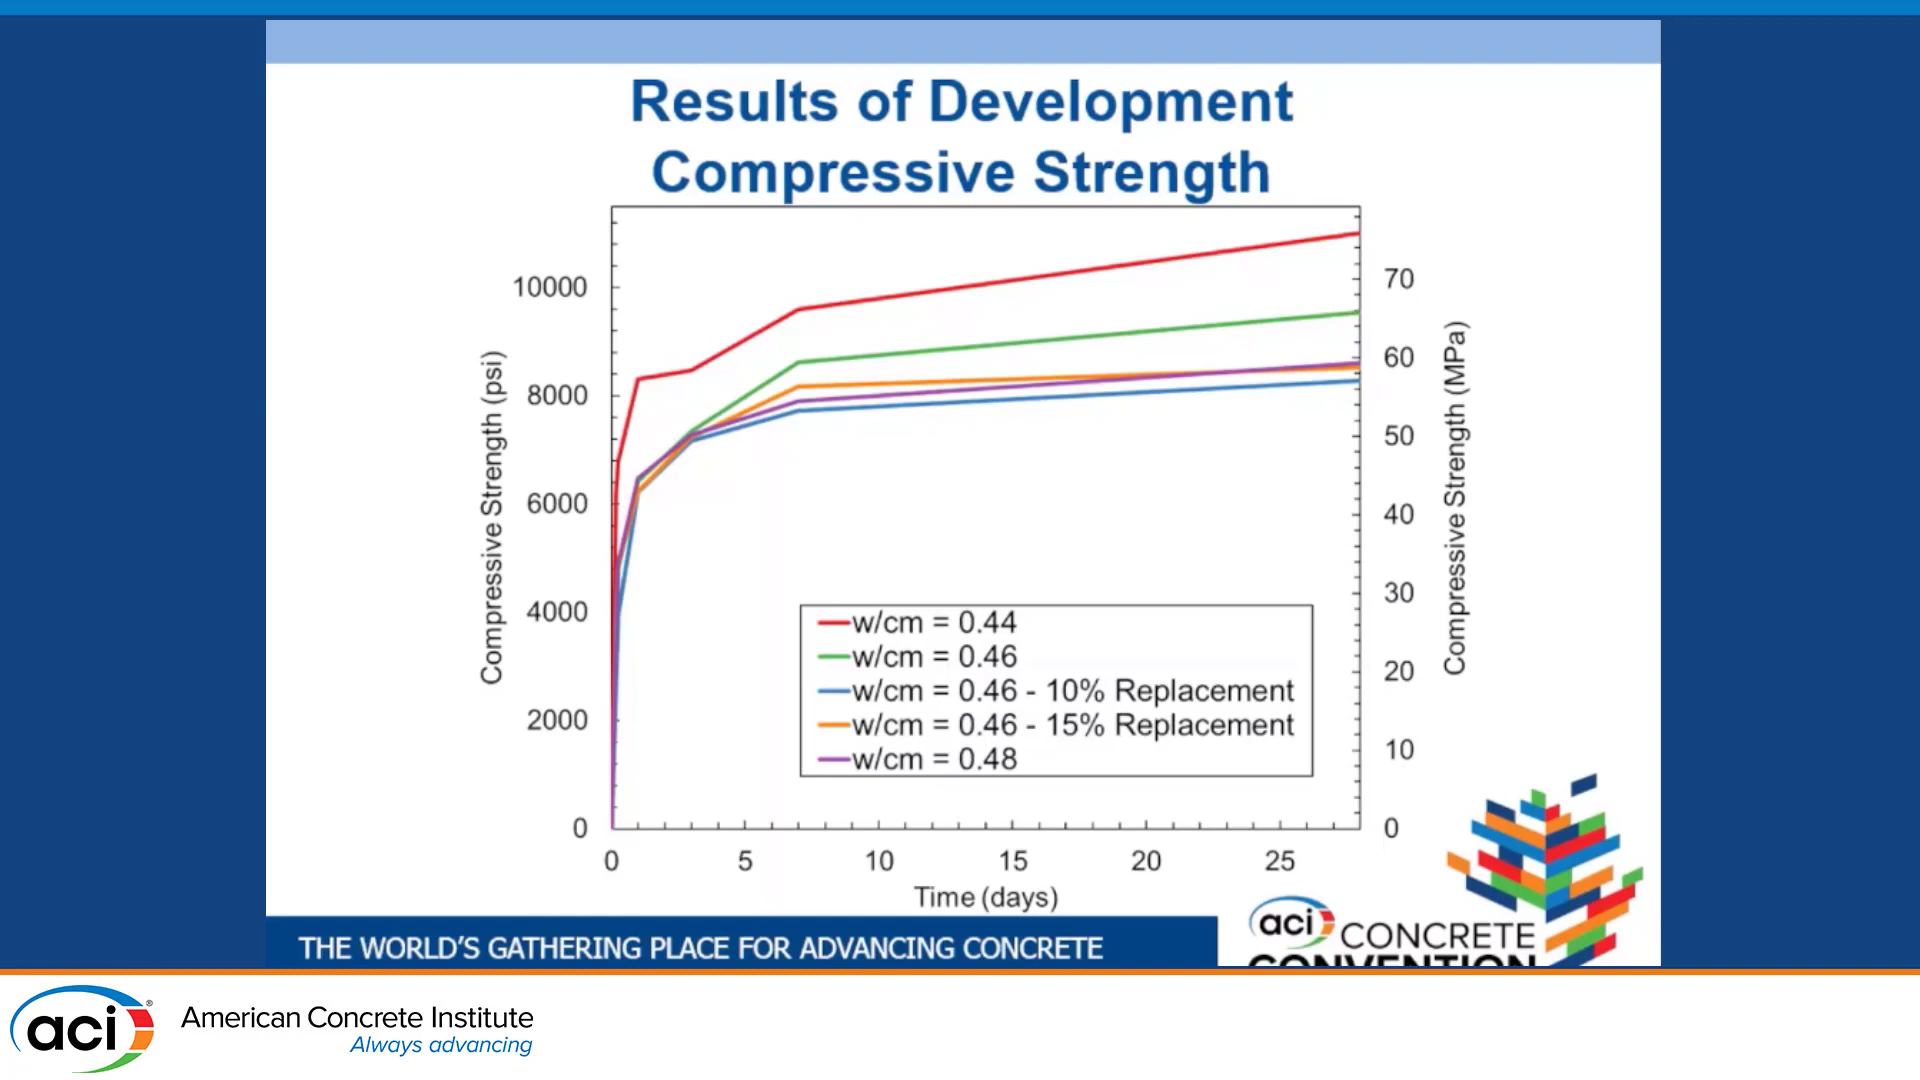 Results of Development
Compressive Strength
Compressive Strength (psi)
10000
8000
6000
4000
2000
0
70
60
50
40
30
20
10
0
Compressive Strength (MPa)
w/cm = 0.44
w/cm = 0.46
w/cm = 0.46 - 10% Replacement
w/cm = 0.46 - 15% Replacement
w/cm = 0.48
0 5 10 15 20 25
Time (days)
THE WORLD'S GATHERING PLACE FOR ADVANCING CONCRETE
aci CONCRETE
CONVENTION
aci® American Concrete Institute
Always advancing